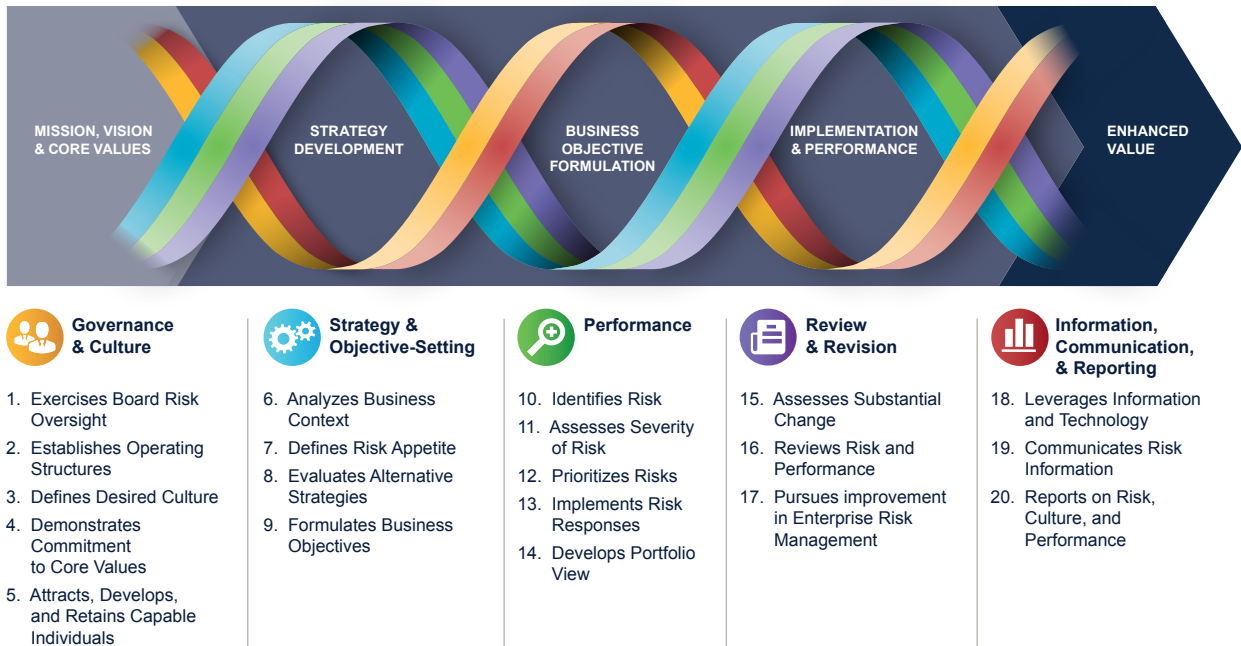 MISSION, VISION
& CORE VALUES
STRATEGY
DEVELOPMENT
BUSINESS
OBJECTIVE
FORMULATION
IMPLEMENTATION
& PERFORMANCE
ENHANCED
VALUE
Governance
& Culture
1. Exercises Board Risk
Oversight
2. Establishes Operating
Structures
3. Defines Desired Culture
4. Demonstrates
Commitment
to Core Values
5. Attracts, Develops,
and Retains Capable
Individuals
Strategy &
Objective-Setting
6. Analyzes Business
Context
7. Defines Risk Appetite
8. Evaluates Alternative
Strategies
9. Formulates Business
Objectives
Performance
10. Identifies Risk
11. Assesses Severity
of Risk
12. Prioritizes Risks
13. Implements Risk
Responses
14. Develops Portfolio
View
Review
& Revision
15. Assesses Substantial
Change
16. Reviews Risk and
Performance
17. Pursues improvement
in Enterprise Risk
Management
Information,
Communication,
& Reporting
18. Leverages Information
and Technology
19. Communicates Risk
Information
20. Reports on Risk,
Culture, and
Performance